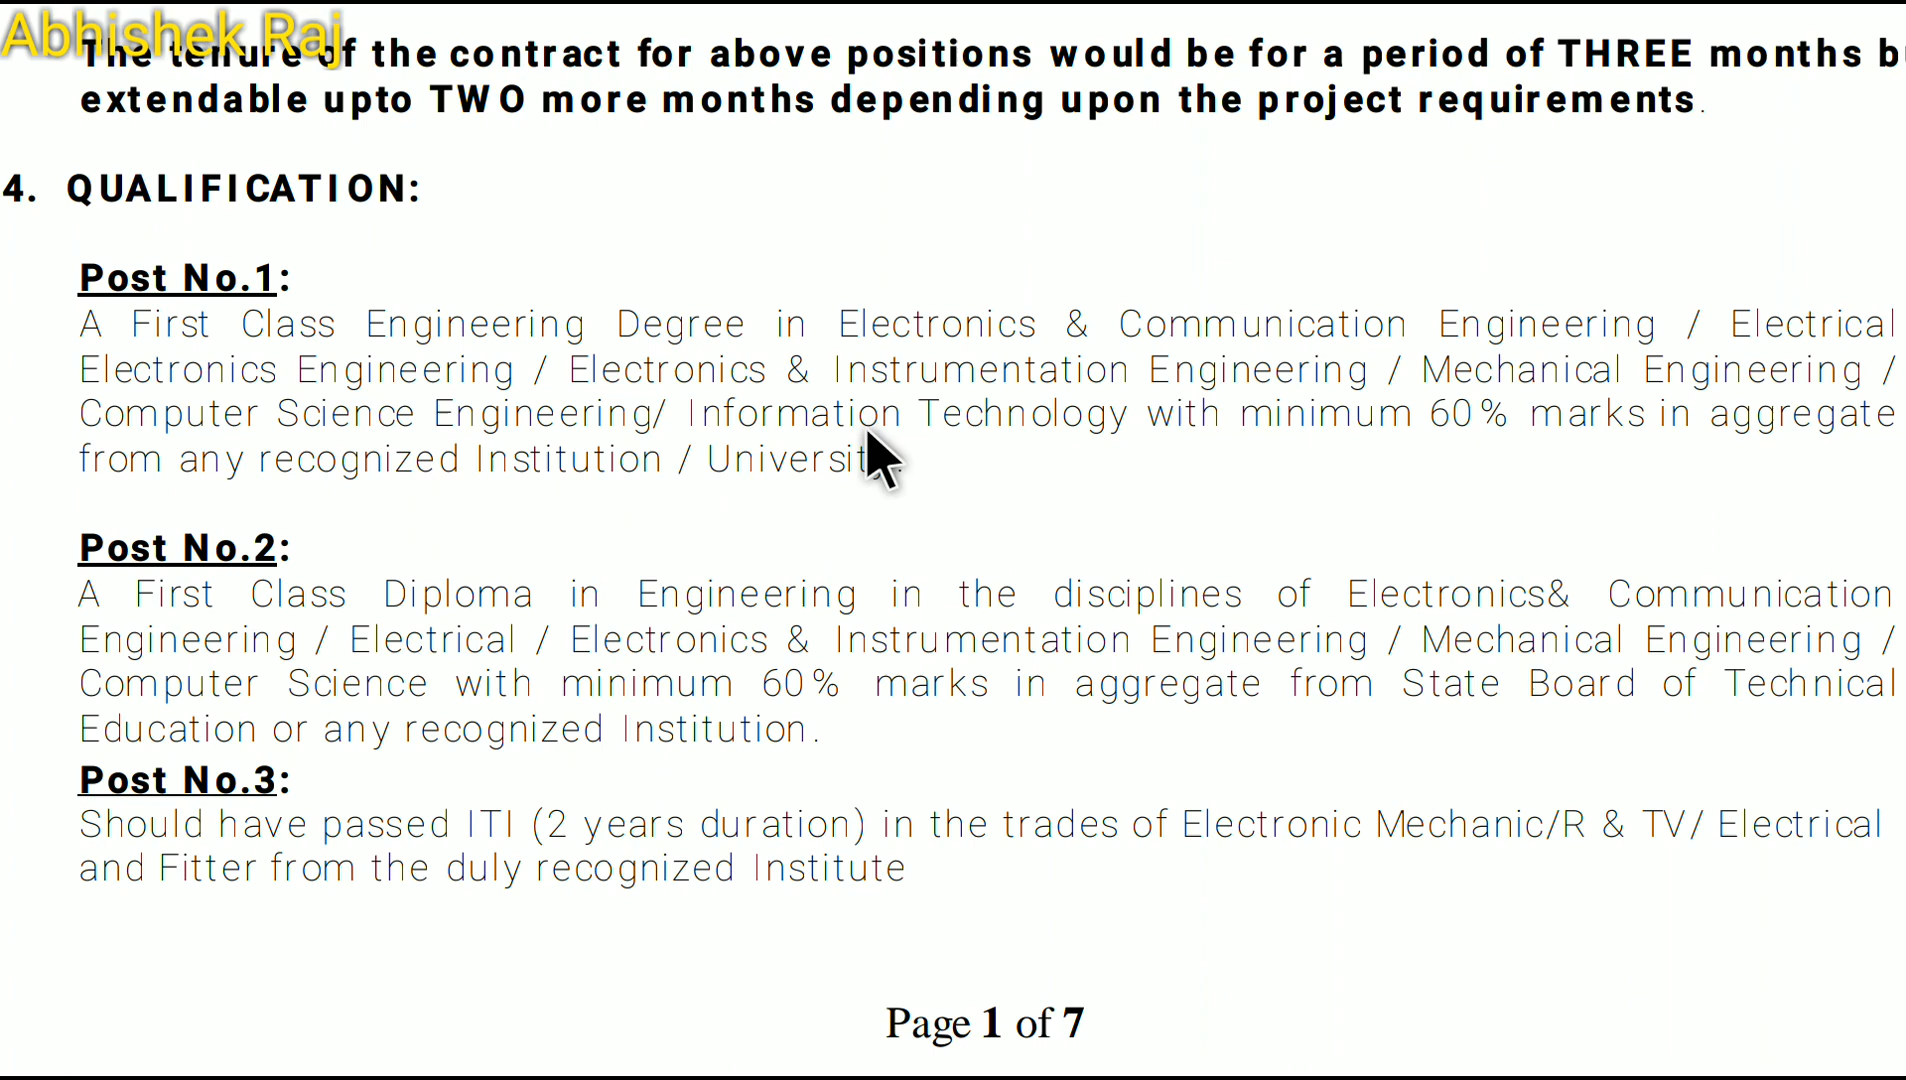 Abhishek Raj
The tenure of the contract for above positions would be for a period of THREE months
extendable upto TWO more months depending upon the project requirements.
4. QUALIFICATION:
Post No.1:
A First Class Engineering Degree in Electronics & Communication Engineering / Electrical
Electronics Engineering / Electronics & Instrumentation Engineering / Mechanical Engineering /
Computer Science Engineering/ Information Technology with minimum 60% marks in aggregate
from any recognized Institution /
Post No.2:
A First Class Diploma in Engineering in the disciplines of Electronics& Communication
Engineering / Electrical / Electronics & Instrumentation Engineering / Mechanical Engineering /
Computer Science with minimum 60% marks in aggregate from State Board of Technical
Education or any recognized Institution.
Post No.3:
Should have passed ITI (2 years duration) in the trades of Electronic Mechanic/R & TV/ Electrical
and Fitter from the duly recognized Institute
Page 1 of 7